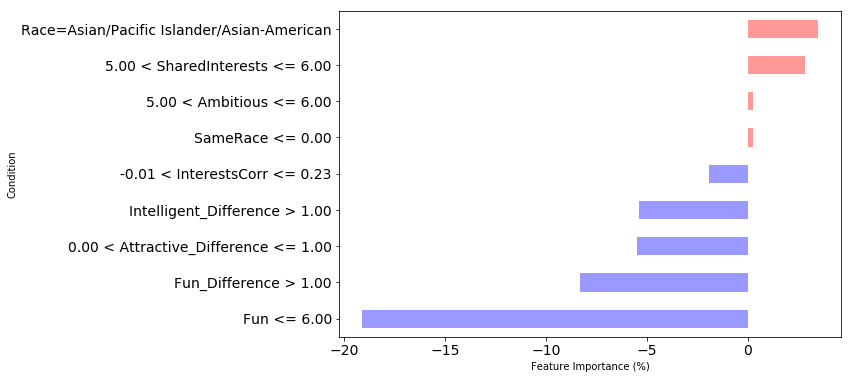 Race=Asian/Pacific Islander/Asian-American
5.00 < SharedInterests <= 6.00
5.00 < Ambitious <= 6.00
SameRace <= 0.00
-0.01 < InterestsCorr <= 0.23
Intelligent_Difference > 1.00
0.00 < Attractive_Difference <= 1.00
Fun_Difference > 1.00
Fun <= 6.00
Condition
−20 −15 −10 −5 0
Feature Importance (%)